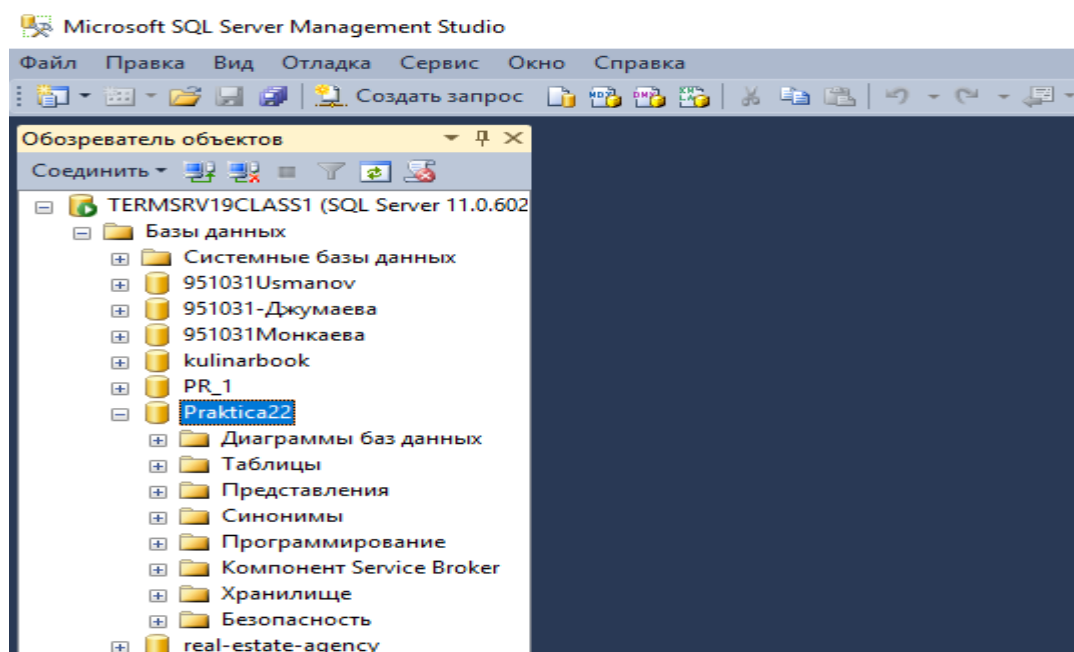 Microsoft SQL Server Management Studio
Файл Правка Вид Отладка Сервис Окно Справка
Создать запрос
Обозреватель объектов
Соединить
TERMSRV19CLASS1 (SQL Server 11.0.602
Базы данных
Системные базы данных
951031Usmanov
951031-Джумаева
951031Монкаева
kulinarbook
PR_1
Praktica22
Диаграммы баз данных
Таблицы
Представления
Синонимы
Программирование
Компонент Service Broker
Хранилище
Безопасность
real-estate-agency